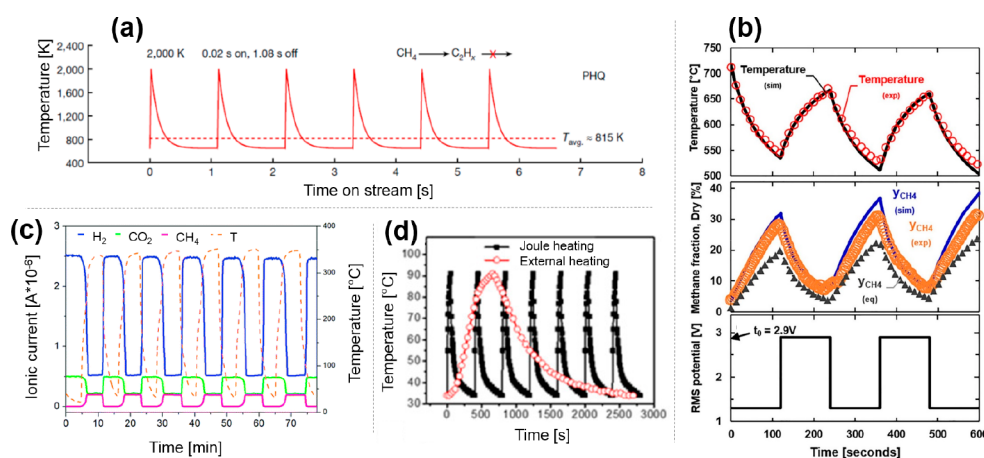 (a)
2,000 K 0.02 s on, 1.08 s off
CH₄ → C₂Hₓ ×→
PHQ
Tavg. ≈ 815 K
Temperature [K]
2,400
2,000
1,600
1,200
800
400
0 1 2 3 4 5 6 7 8
Time on stream [s]
(b)
Temperature [°C]
750
700
650
600
550
500
Temperature
(sim)
Temperature
(exp)
Methane fraction, Dry [%]
40
30
20
10
0
yCH4
(sim)
yCH4
(exp)
yCH4
(eq)
RMS potential [V]
3
2
1
t₀ = 2.9V
0 100 200 300 400 500 600
Time [seconds]
(c)
H₂ CO₂ CH₄ T
Ionic current [A*10⁻⁸]
3
2
1
0
Temperature [°C]
400
300
200
100
0
0 10 20 30 40 50 60 70
Time [min]
(d)
Joule heating
External heating
Temperature [°C]
100
90
80
70
60
50
40
30
0 500 1000 1500 2000 2500 3000
Time [s]